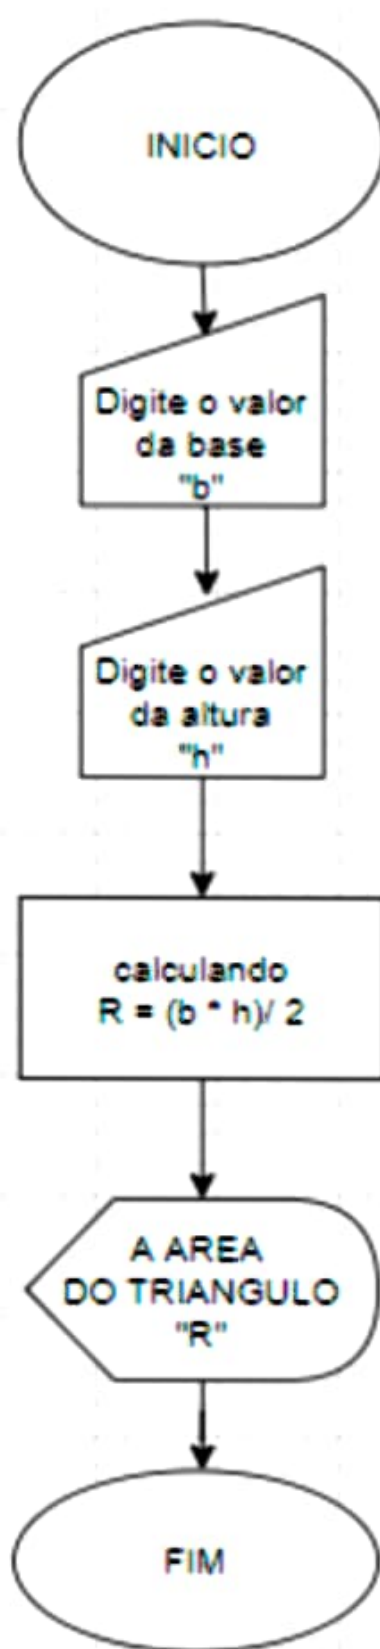 INICIO
Digite o valor
da base
"b"
Digite o valor
da altura
"h"
calculando
R = (b * h)/ 2
A AREA
DO TRIANGULO
"R"
FIM